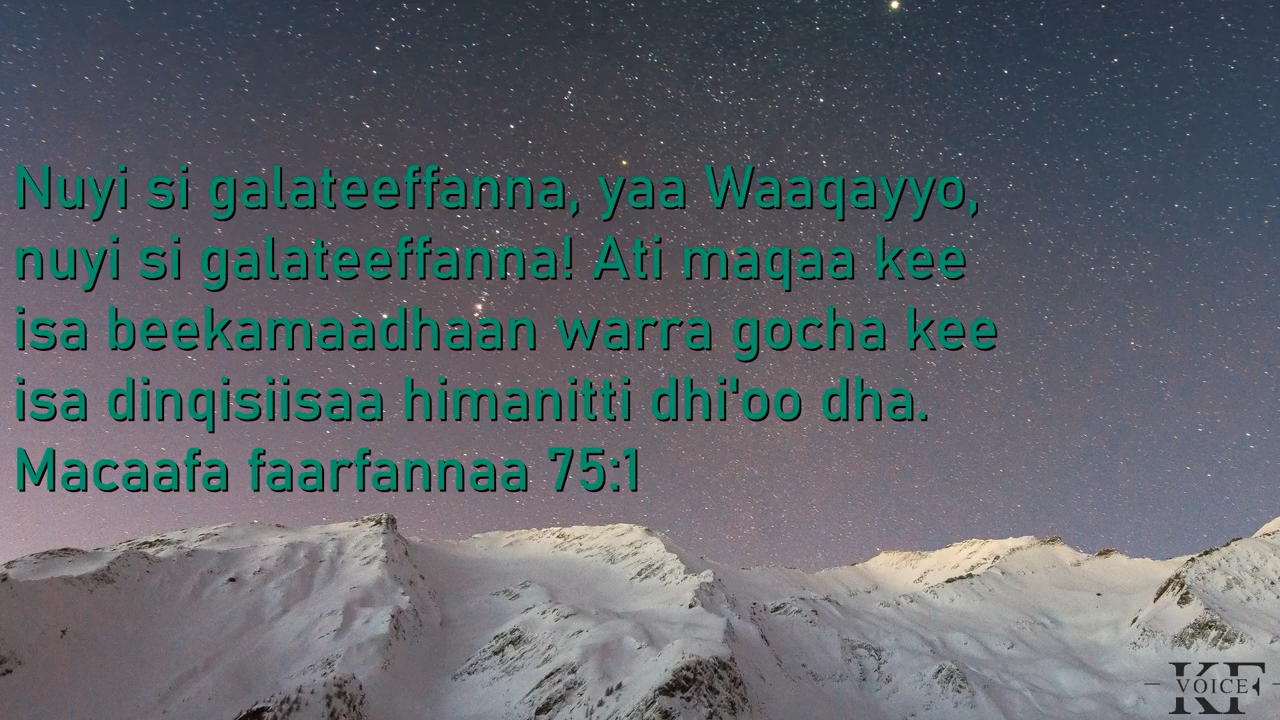 Nuyi si galateeffanna, yaa Waaqayyo,
nuyi si galateeffanna! Ati maqaa kee
isa beekamaadhaan warra gocha kee
isa dinqisiisaa himanitti dhi'oo dha.
Macaafa faarfannaa 75:1
KF
VOICE